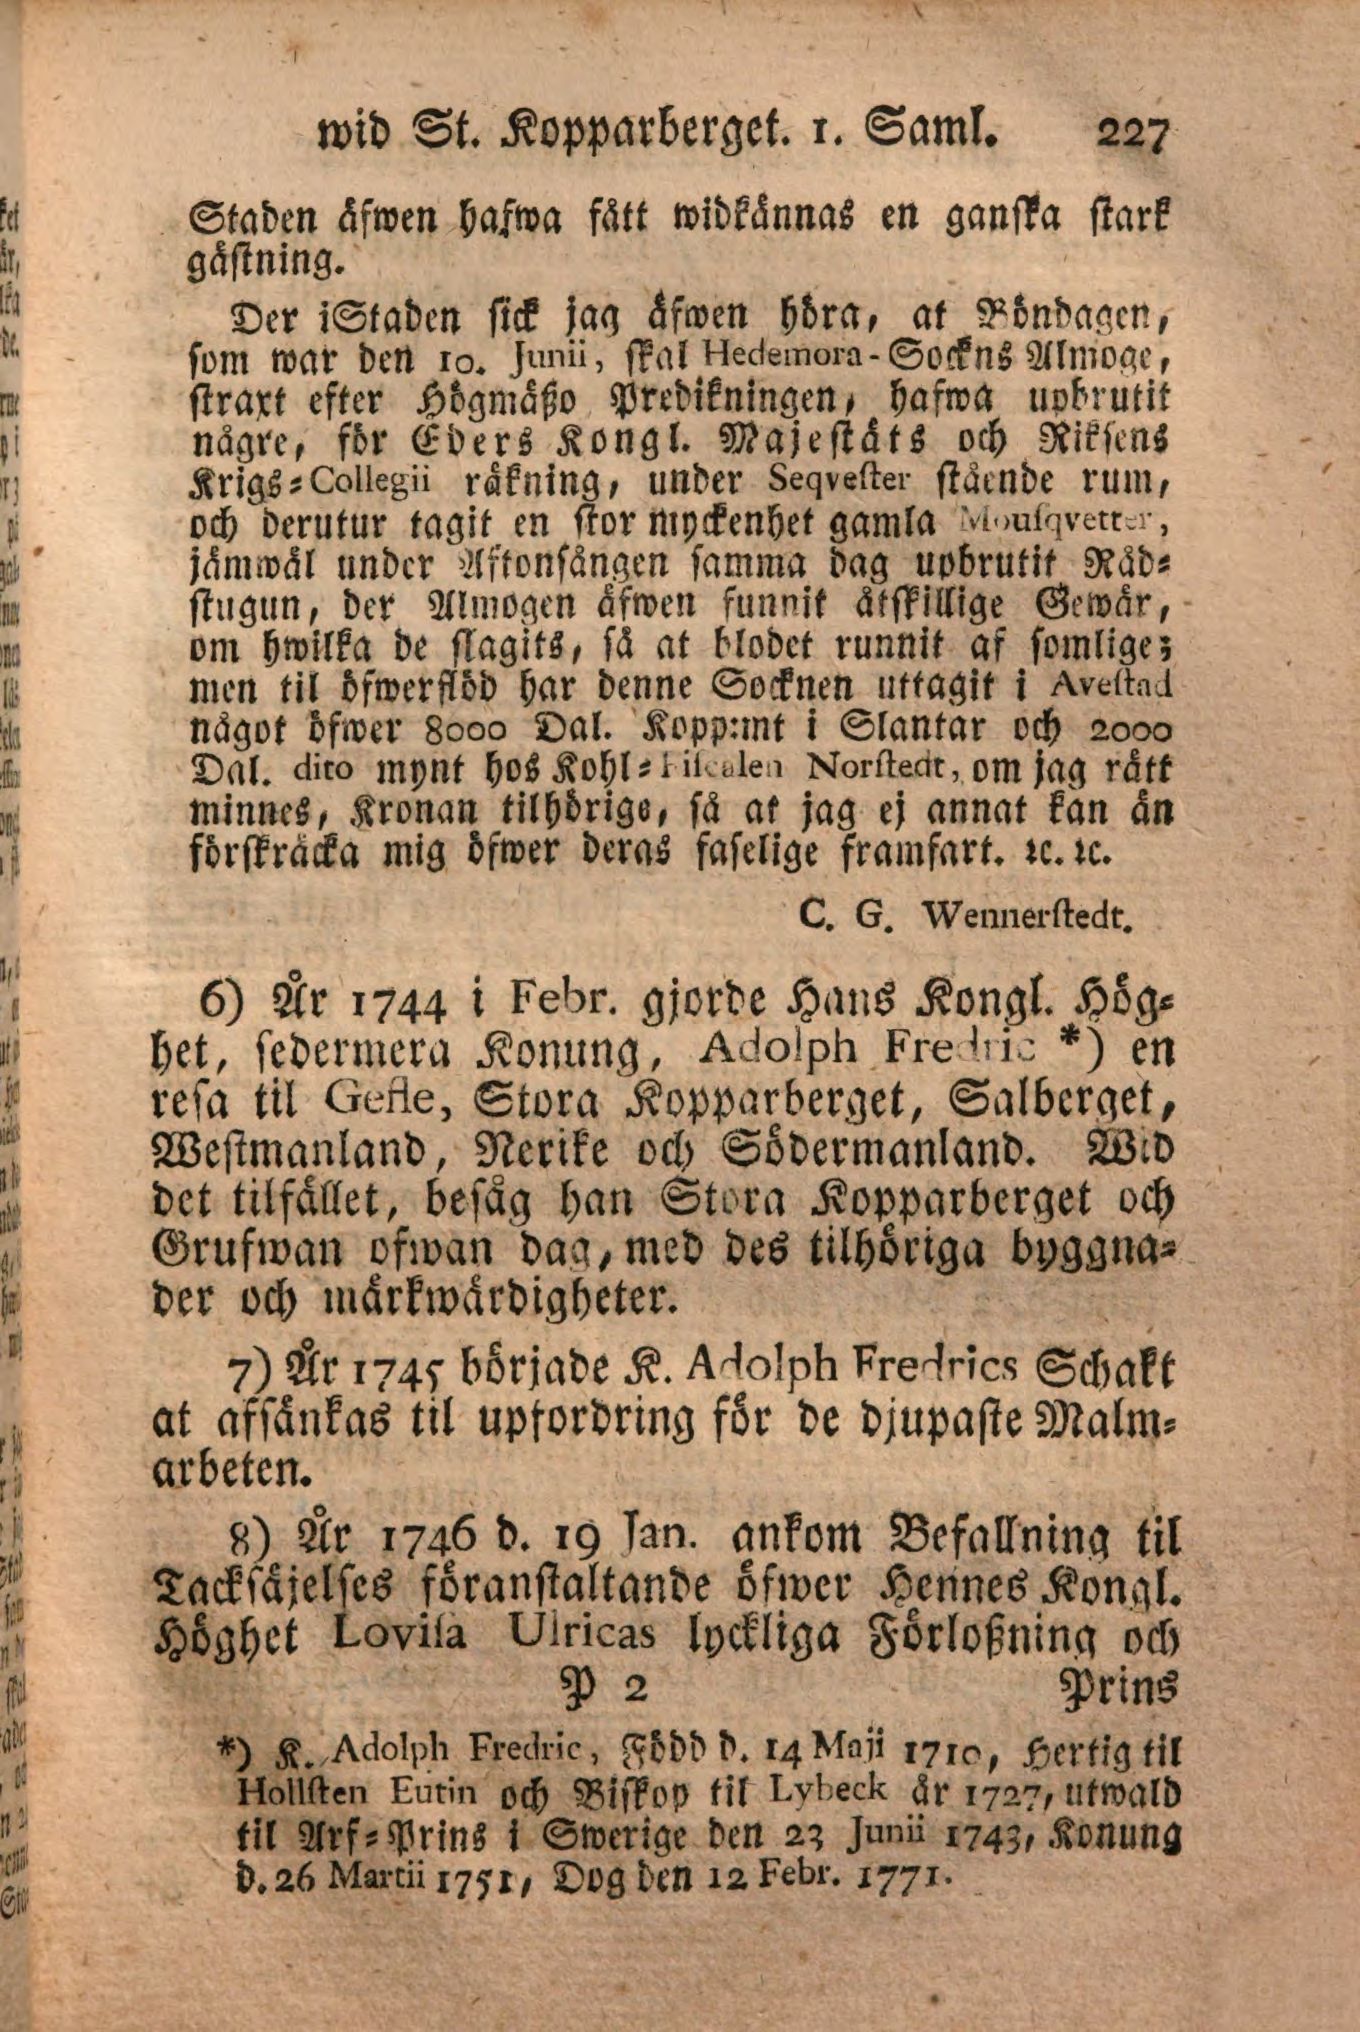 wid St. Kopparberget. 1. Saml. 227
Staden äfwen hafwa fått widkännas en ganska stark
gästning.
Der iStaden fick jag äfwen höra, at Böndagen,
som war den 10. Junii, skal Hedemora-Sockns Almoge,
straxt efter Högmäßo Predikningen, hafwa upbrutit
någre, för Eders Kongl. Majestäts och Riksens
Krigs-Collegii räkning, under Seqvester stående rum,
och derutur tagit en stor myckenhet gamla Mousqvetter,
jämwäl under Aftonsången samma dag upbrutit Råd-
stugun, der Almogen äfwen funnit åtskillige Gewär,
om hwilka de slagits, så at blodet runnit af somlige;
men til öfwerflöd har denne Socknen uttagit i Avestad
något öfwer 8000 Dal. Kopp:mt i Slantar och 2000
Dal. dito mynt hos Kohl-Fiscalen Norstedt, om jag rätt
minnes, Kronan tilhörige, så at jag ej annat kan än
förskräcka mig öfwer deras faselige framfart. ꝛc. ꝛc.
C. G. Wennerstedt.
6) År 1744 i Febr. gjorde Hans Kongl. Hög-
het, sedermera Konung, Adolph Fredric *) en
resa til Gefle, Stora Kopparberget, Salberget,
Westmanland, Nerike och Södermanland. Wid
det tilfället, besåg han Stora Kopparberget och
Grufwan ofwan dag, med des tilhöriga byggna-
der och märkwärdigheter.
7) År 1745 började K. Adolph Fredrics Schakt
at afsänkas til upfordring för de djupaste Malm-
arbeten.
8) År 1746 d. 19 Jan. ankom Befallning til
Tacksäjelses föranstaltande öfwer Hennes Kongl.
Höghet Lovisa Ulricas lyckliga Förloßning och
P 2 Prins
*) K. Adolph Fredric, Född d. 14 Maji 1710, Hertig til
Hollsten Eutin och Biskop til Lybeck år 1727, utwald
til Arf-Prins i Swerige den 23 Junii 1743, Konung
d. 26 Martii 1751, Dog den 12 Febr. 1771.